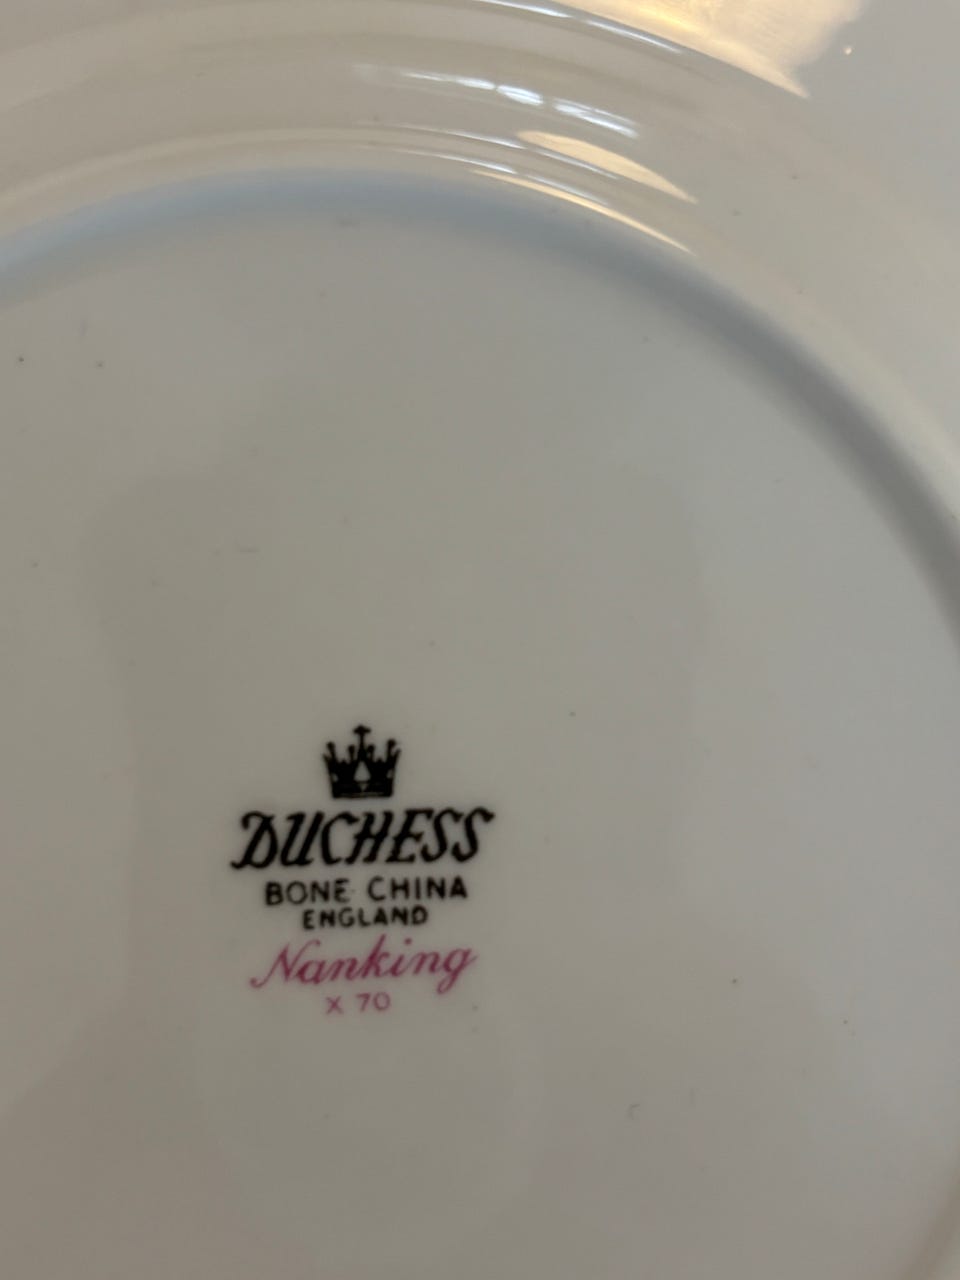 DUCHESS
BONE CHINA
ENGLAND
Nanking
X 70